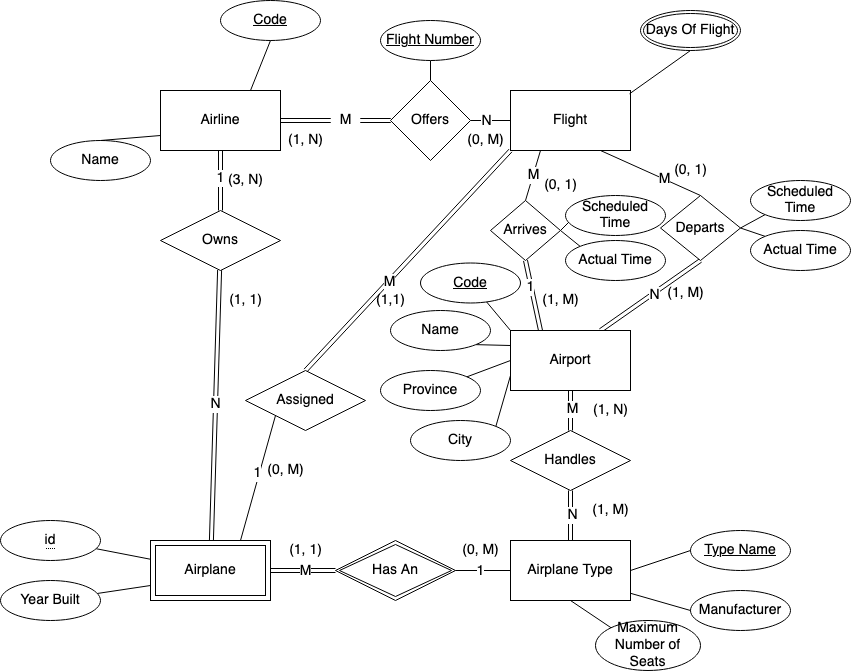 Code
Flight Number
Days Of Flight
Airline
M
Offers
N
Flight
(1, N)
(0, M)
Name
1 (3, N)
M
(0, 1)
M
(0, 1)
Scheduled
Time
Scheduled
Time
Owns
Arrives
Departs
Actual Time
Actual Time
(1, 1)
M
(1,1)
Code
1
(1, M)
N
(1, M)
Name
Airport
Province
City
N
Assigned
M
(1, N)
Handles
1
(0, M)
N
(1, M)
id
(1, 1)
(0, M)
Type Name
Airplane
M
Has An
1
Airplane Type
Year Built
Manufacturer
Maximum
Number of
Seats